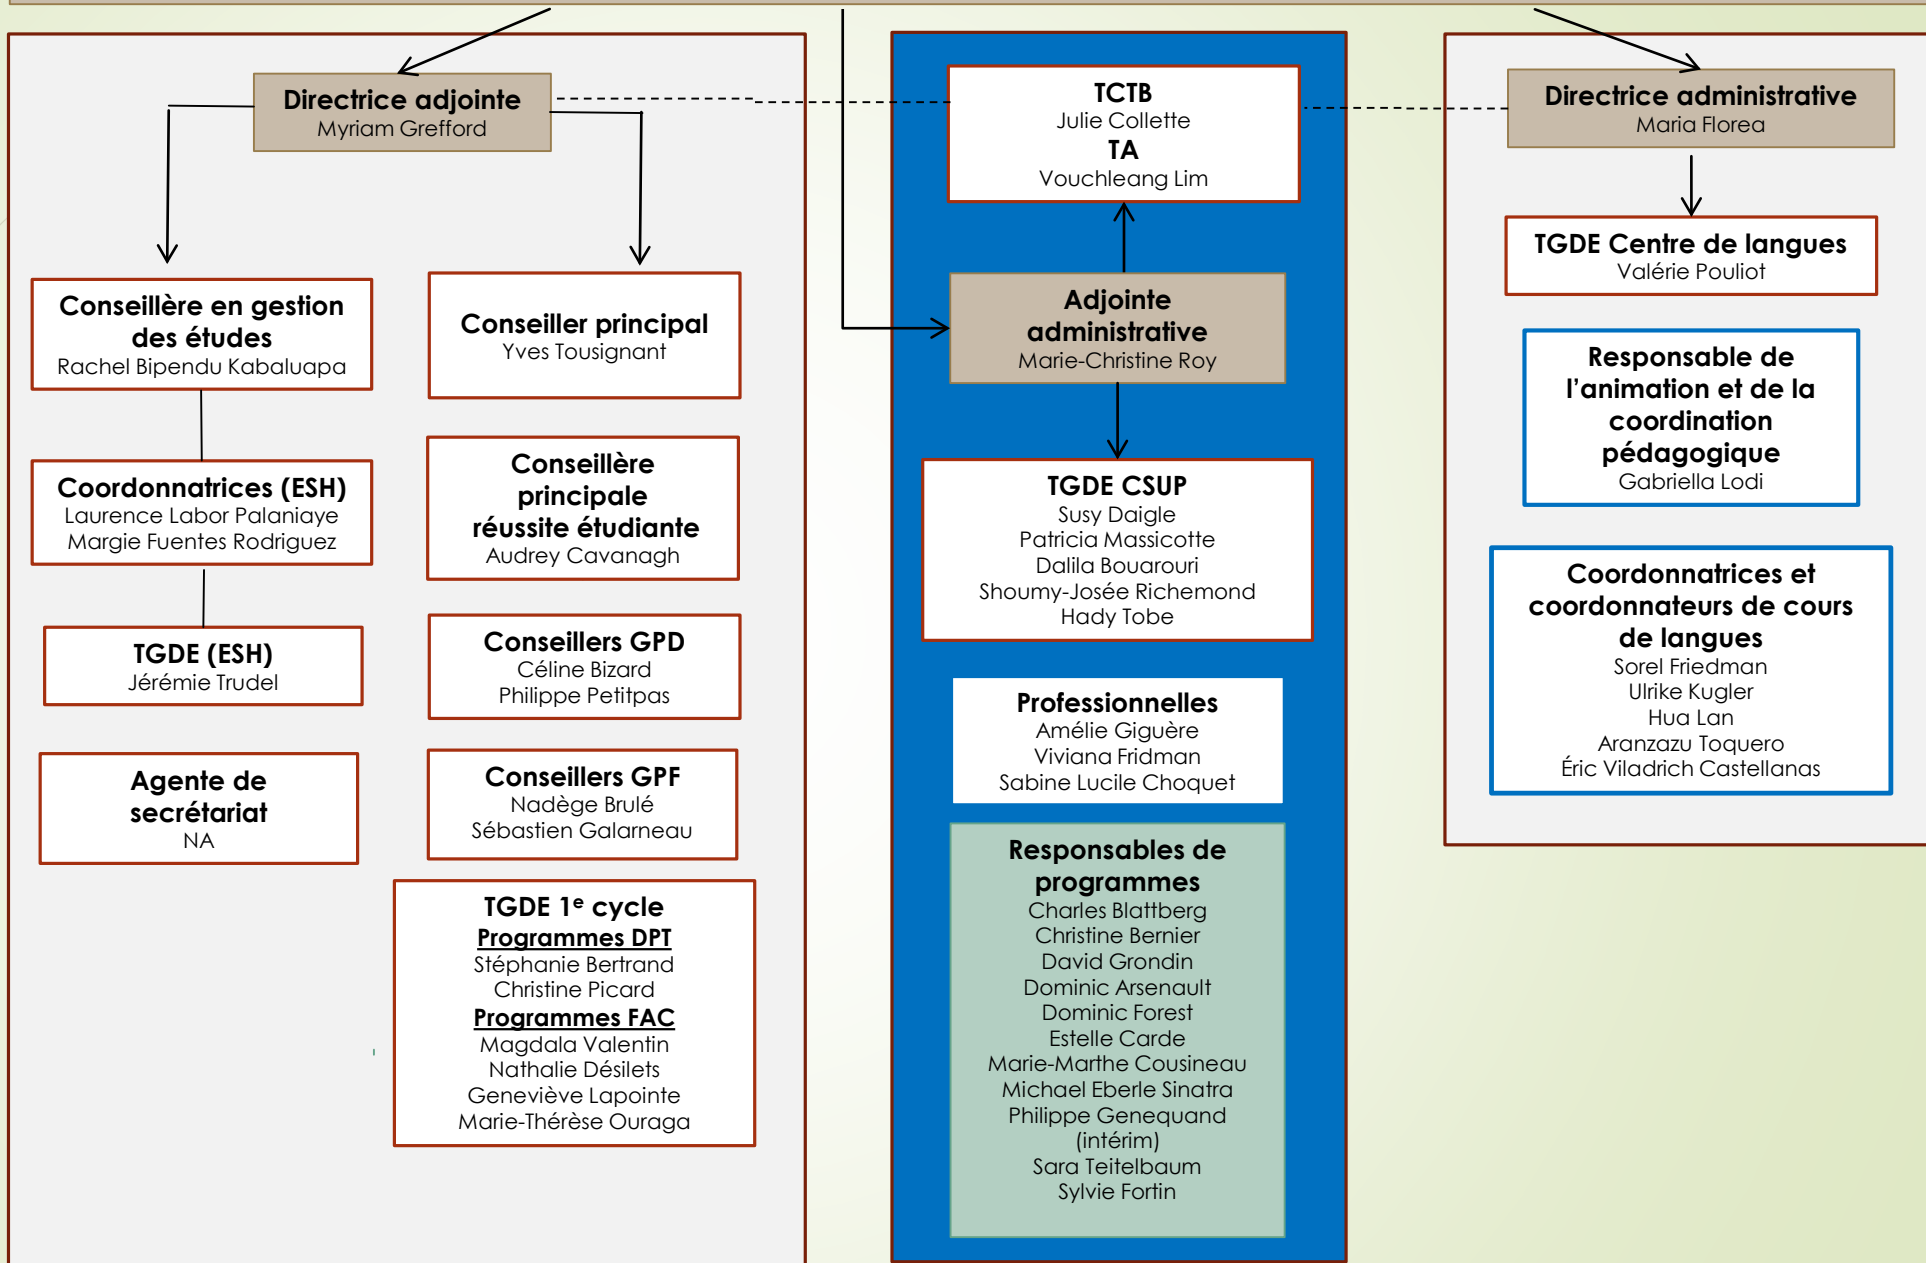 Directrice adjointe
Myriam Grefford
Conseillère en gestion
des études
Rachel Bipendu Kabaluapa
Coordonnatrices (ESH)
Laurence Labor Palaniaye
Margie Fuentes Rodriguez
TGDE (ESH)
Jérémie Trudel
Agente de
secrétariat
NA
Conseiller principal
Yves Tousignant
Conseillère
principale
réussite étudiante
Audrey Cavanagh
Conseillers GPD
Céline Bizard
Philippe Petitpas
Conseillers GPF
Nadège Brulé
Sébastien Galarneau
TGDE 1e cycle
Programmes DPT
Stéphanie Bertrand
Christine Picard
Programmes FAC
Magdala Valentin
Nathalie Désilets
Geneviève Lapointe
Marie-Thérèse Ouraga
TCTB
Julie Collette
TA
Vouchleang Lim
Adjointe
administrative
Marie-Christine Roy
TGDE CSUP
Susy Daigle
Patricia Massicotte
Dalila Bouarouri
Shoumy-Josée Richemond
Hady Tobe
Professionnelles
Amélie Giguère
Viviana Fridman
Sabine Lucile Choquet
Responsables de
programmes
Charles Blattberg
Christine Bernier
David Grondin
Dominic Arsenault
Dominic Forest
Estelle Carde
Marie-Marthe Cousineau
Michael Eberle Sinatra
Philippe Genequand
(intérim)
Sara Teitelbaum
Sylvie Fortin
Directrice administrative
Maria Florea
TGDE Centre de langues
Valérie Pouliot
Responsable de
l’animation et de la
coordination
pédagogique
Gabriella Lodi
Coordonnatrices et
coordonnateurs de cours
de langues
Sorel Friedman
Ulrike Kugler
Hua Lan
Aranzazu Toquero
Éric Viladrich Castellanas